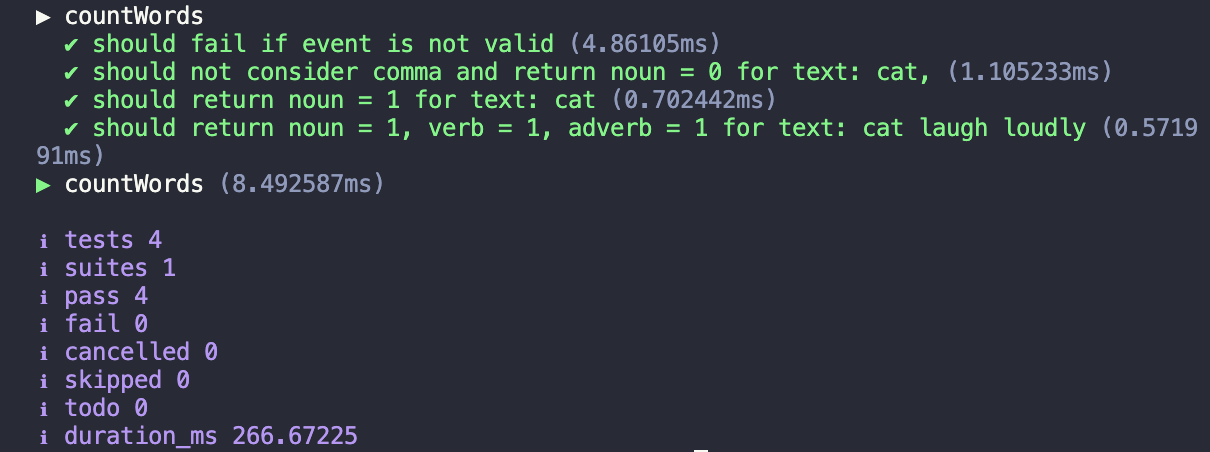 ▶ countWords
✔ should fail if event is not valid (4.86105ms)
✔ should not consider comma and return noun = 0 for text: cat, (1.105233ms)
✔ should return noun = 1 for text: cat (0.702442ms)
✔ should return noun = 1, verb = 1, adverb = 1 for text: cat laugh loudly (0.5719
91ms)
▶ countWords (8.492587ms)
ℹ tests 4
ℹ suites 1
ℹ pass 4
ℹ fail 0
ℹ cancelled 0
ℹ skipped 0
ℹ todo 0
ℹ duration_ms 266.67225